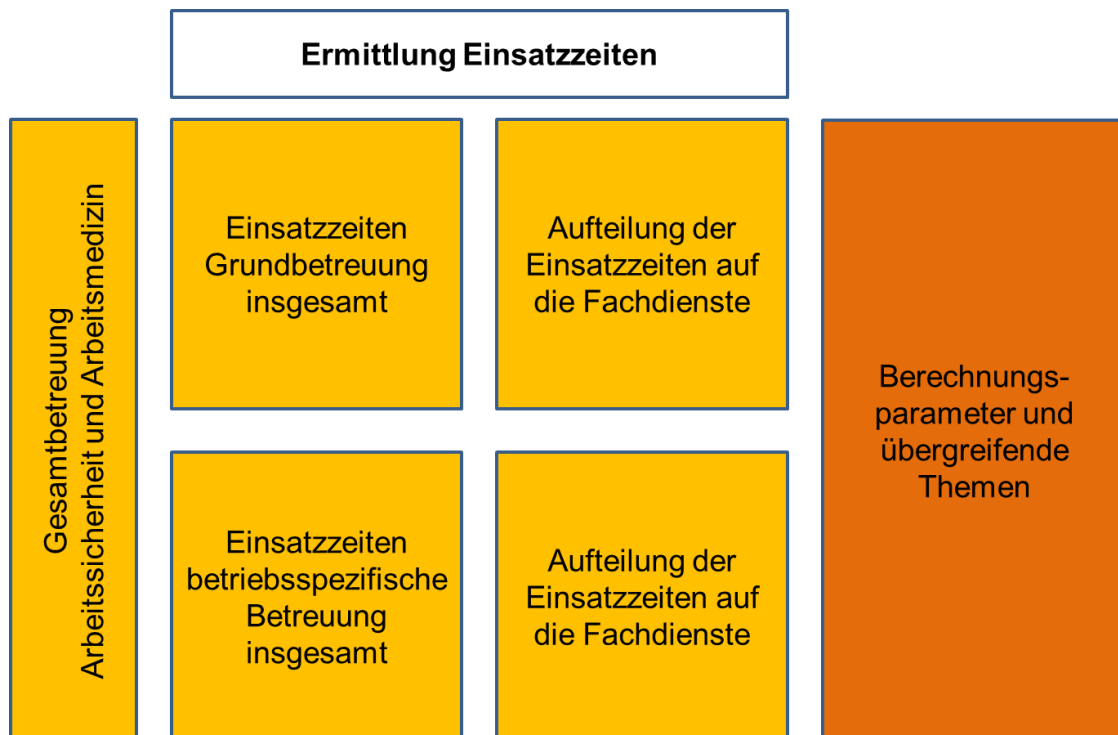 Ermittlung Einsatzzeiten
Gesamtbetreuung
Arbeitssicherheit und Arbeitsmedizin
Einsatzzeiten
Grundbetreuung
insgesamt
Aufteilung der
Einsatzzeiten auf
die Fachdienste
Einsatzzeiten
betriebsspezifische
Betreuung
insgesamt
Aufteilung der
Einsatzzeiten auf
die Fachdienste
Berechnungs-
parameter und
übergreifende
Themen